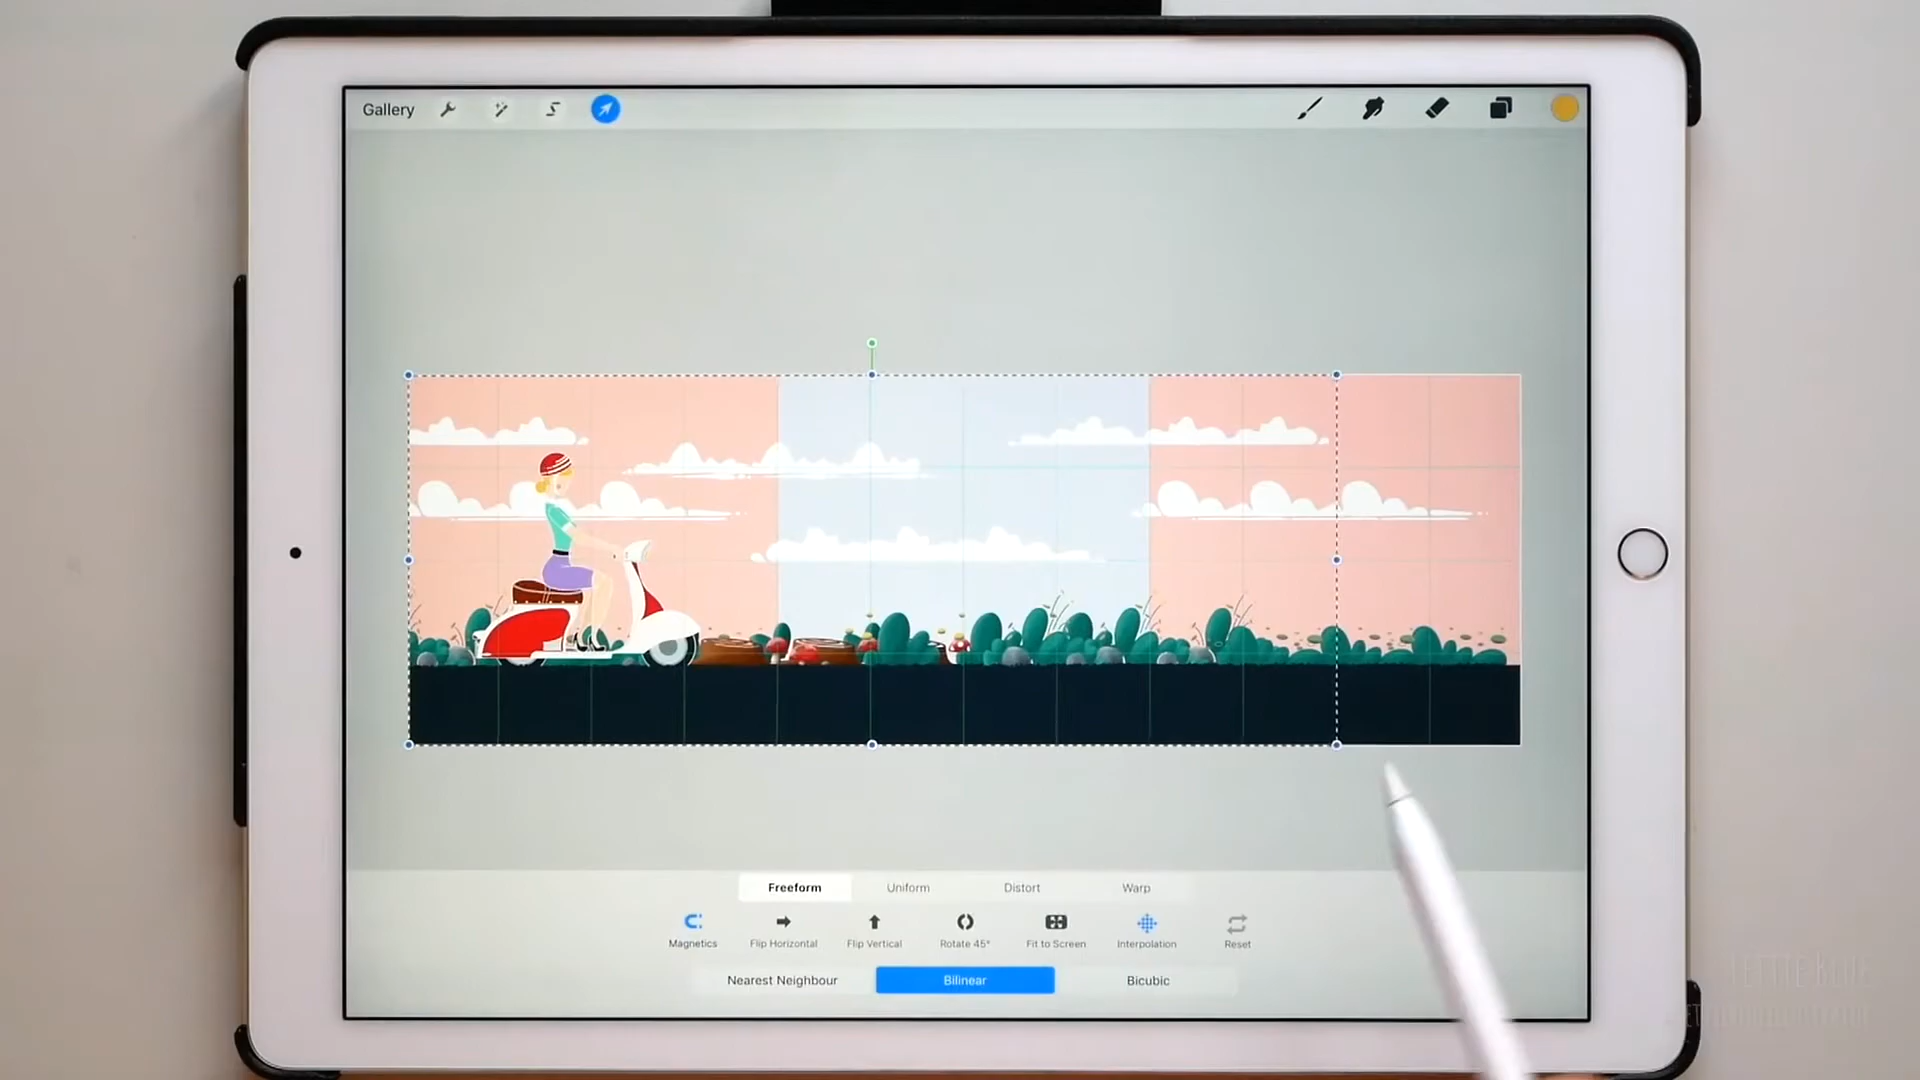 Gallery
Freeform Uniform Distort Warp
Magnetics Flip Horizontal Flip Vertical Rotate 45° Fit to Screen Interpolation Reset
Nearest Neighbour Bilinear Bicubic